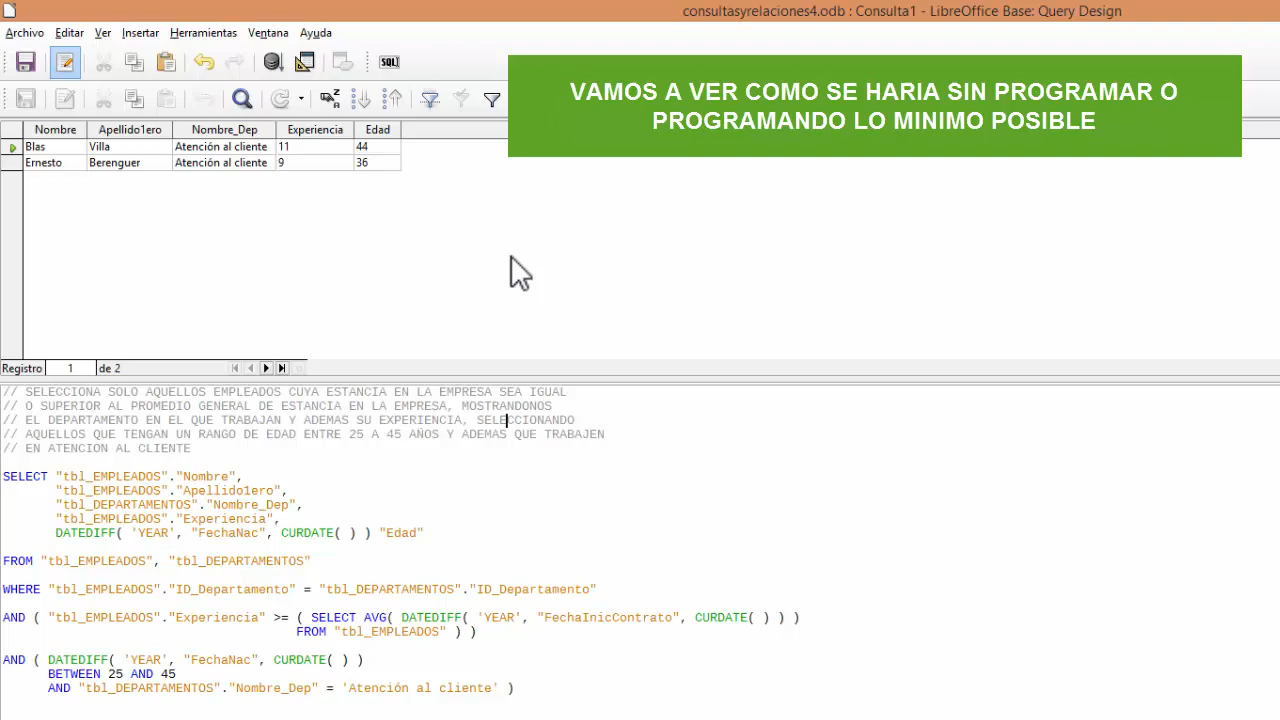 consultasyrelaciones4.odb : Consulta1 - LibreOffice Base: Query Design
Archivo Editar Ver Insertar Herramientas Ventana Ayuda
SQL
VAMOS A VER COMO SE HARIA SIN PROGRAMAR O
PROGRAMANDO LO MINIMO POSIBLE
Nombre Apellido1ero Nombre_Dep Experiencia Edad
Blas Villa Atención al cliente 11 44
Ernesto Berenguer Atención al cliente 9 36
Registro 1 de 2
// SELECCIONA SOLO AQUELLOS EMPLEADOS CUYA ESTANCIA EN LA EMPRESA SEA IGUAL
// O SUPERIOR AL PROMEDIO GENERAL DE ESTANCIA EN LA EMPRESA, MOSTRANDONOS
// EL DEPARTAMENTO EN EL QUE TRABAJAN Y ADEMAS SU EXPERIENCIA, SELECCIONANDO
// AQUELLOS QUE TENGAN UN RANGO DE EDAD ENTRE 25 A 45 AÑOS Y ADEMAS QUE TRABAJEN
// EN ATENCION AL CLIENTE
SELECT "tbl_EMPLEADOS"."Nombre",
"tbl_EMPLEADOS"."Apellido1ero",
"tbl_DEPARTAMENTOS"."Nombre_Dep",
"tbl_EMPLEADOS"."Experiencia",
DATEDIFF( 'YEAR', "FechaNac", CURDATE( ) ) "Edad"
FROM "tbl_EMPLEADOS", "tbl_DEPARTAMENTOS"
WHERE "tbl_EMPLEADOS"."ID_Departamento" = "tbl_DEPARTAMENTOS"."ID_Departamento"
AND ( "tbl_EMPLEADOS"."Experiencia" >= ( SELECT AVG( DATEDIFF( 'YEAR', "FechaInicContrato", CURDATE( ) ) )
FROM "tbl_EMPLEADOS" ) )
AND ( DATEDIFF( 'YEAR', "FechaNac", CURDATE( ) )
BETWEEN 25 AND 45
AND "tbl_DEPARTAMENTOS"."Nombre_Dep" = 'Atención al cliente' )